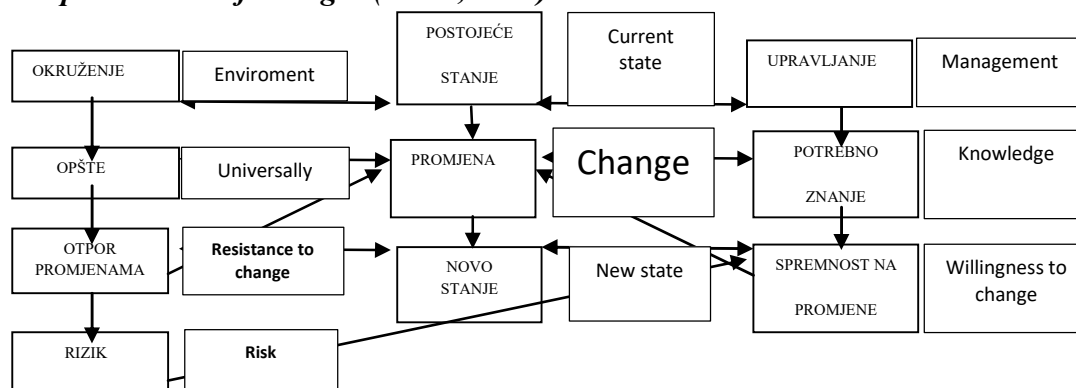 POSTOJEĆE
STANJE
Current
state
OKRUŽENJE
Enviroment
UPRAVLJANJE
Management
OPŠTE
Universally
PROMJENA
Change
POTREBNO
ZNANJE
Knowledge
OTPOR
PROMJENAMA
Resistance to
change
NOVO
STANJE
New state
SPREMNOST NA
PROMJENE
Willingness to
change
RIZIK
Risk